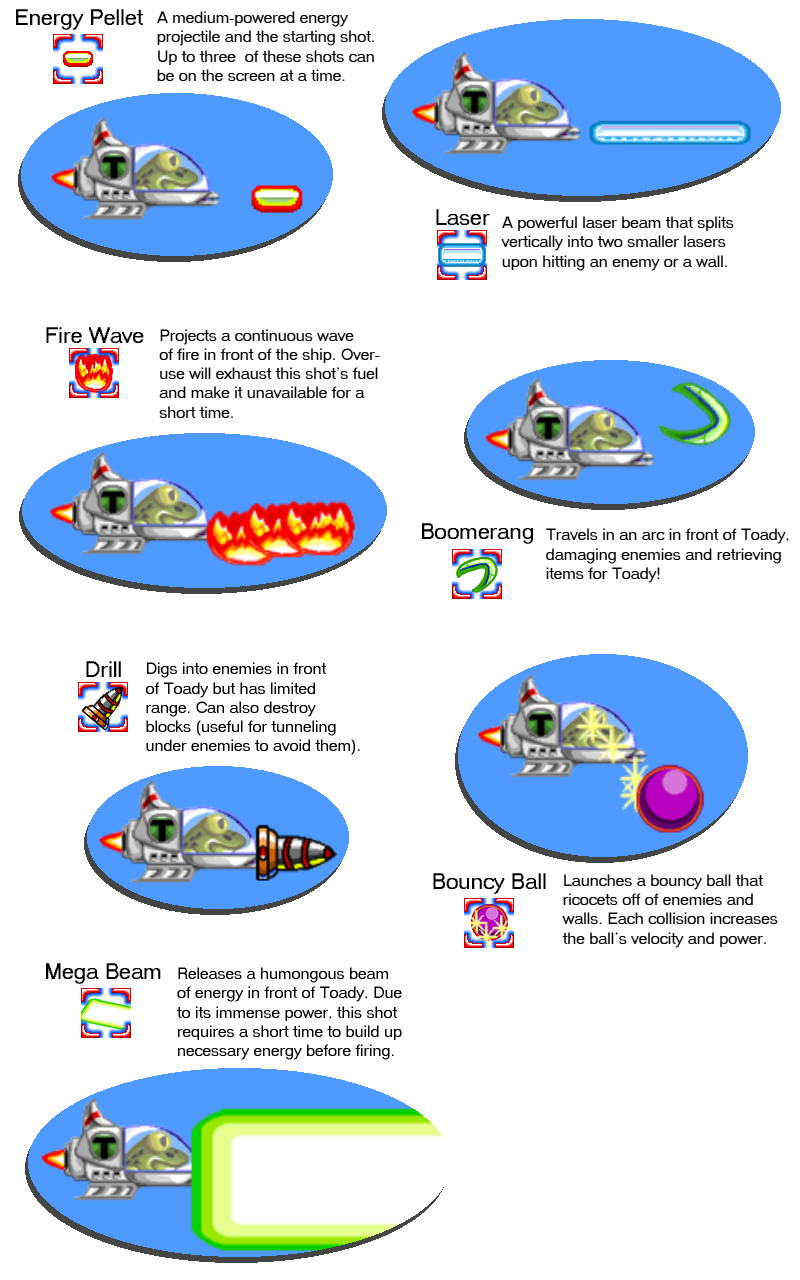 Energy Pellet
A medium-powered energy
projectile and the starting shot.
Up to three of these shots can
be on the screen at a time.
T
T
Laser
A powerful laser beam that splits
vertically into two smaller lasers
upon hitting an enemy or a wall.
Fire Wave
Projects a continuous wave
of fire in front of the ship. Over-
use will exhaust this shot's fuel
and make it unavailable for a
short time.
T
T
Boomerang
Travels in an arc in front of Toady,
damaging enemies and retrieving
items for Toady!
Drill
Digs into enemies in front
of Toady but has limited
range. Can also destroy
blocks (useful for tunneling
under enemies to avoid them).
T
T
Bouncy Ball
Launches a bouncy ball that
ricocets off of enemies and
walls. Each collision increases
the ball's velocity and power.
Mega Beam
Releases a humongous beam
of energy in front of Toady. Due
to its immense power, this shot
requires a short time to build up
necessary energy before firing.
T